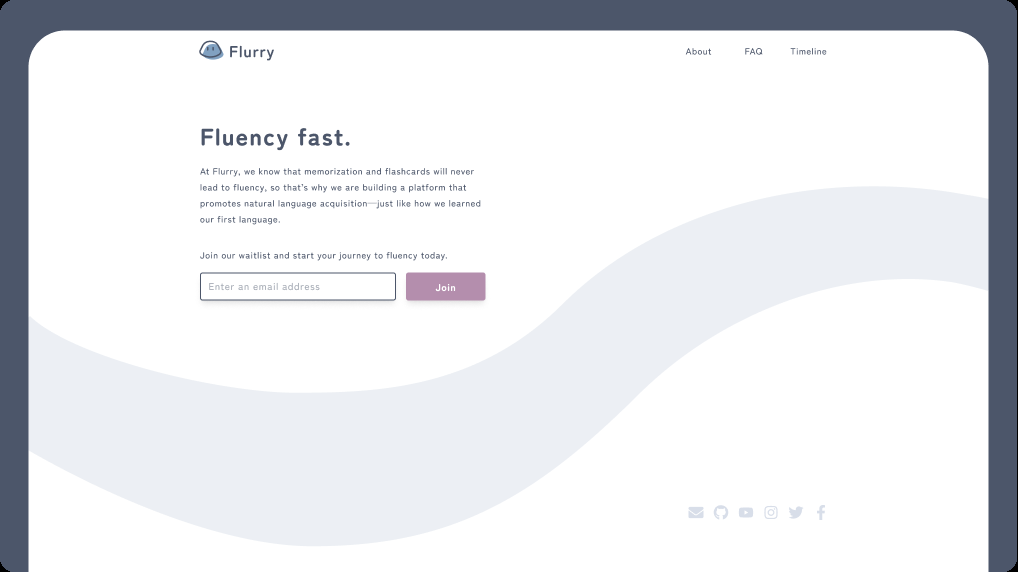 Flurry
About FAQ Timeline
Fluency fast.
At Flurry, we know that memorization and flashcards will never
lead to fluency, so that's why we are building a platform that
promotes natural language acquisition—just like how we learned
our first language.
Join our waitlist and start your journey to fluency today.
Enter an email address Join